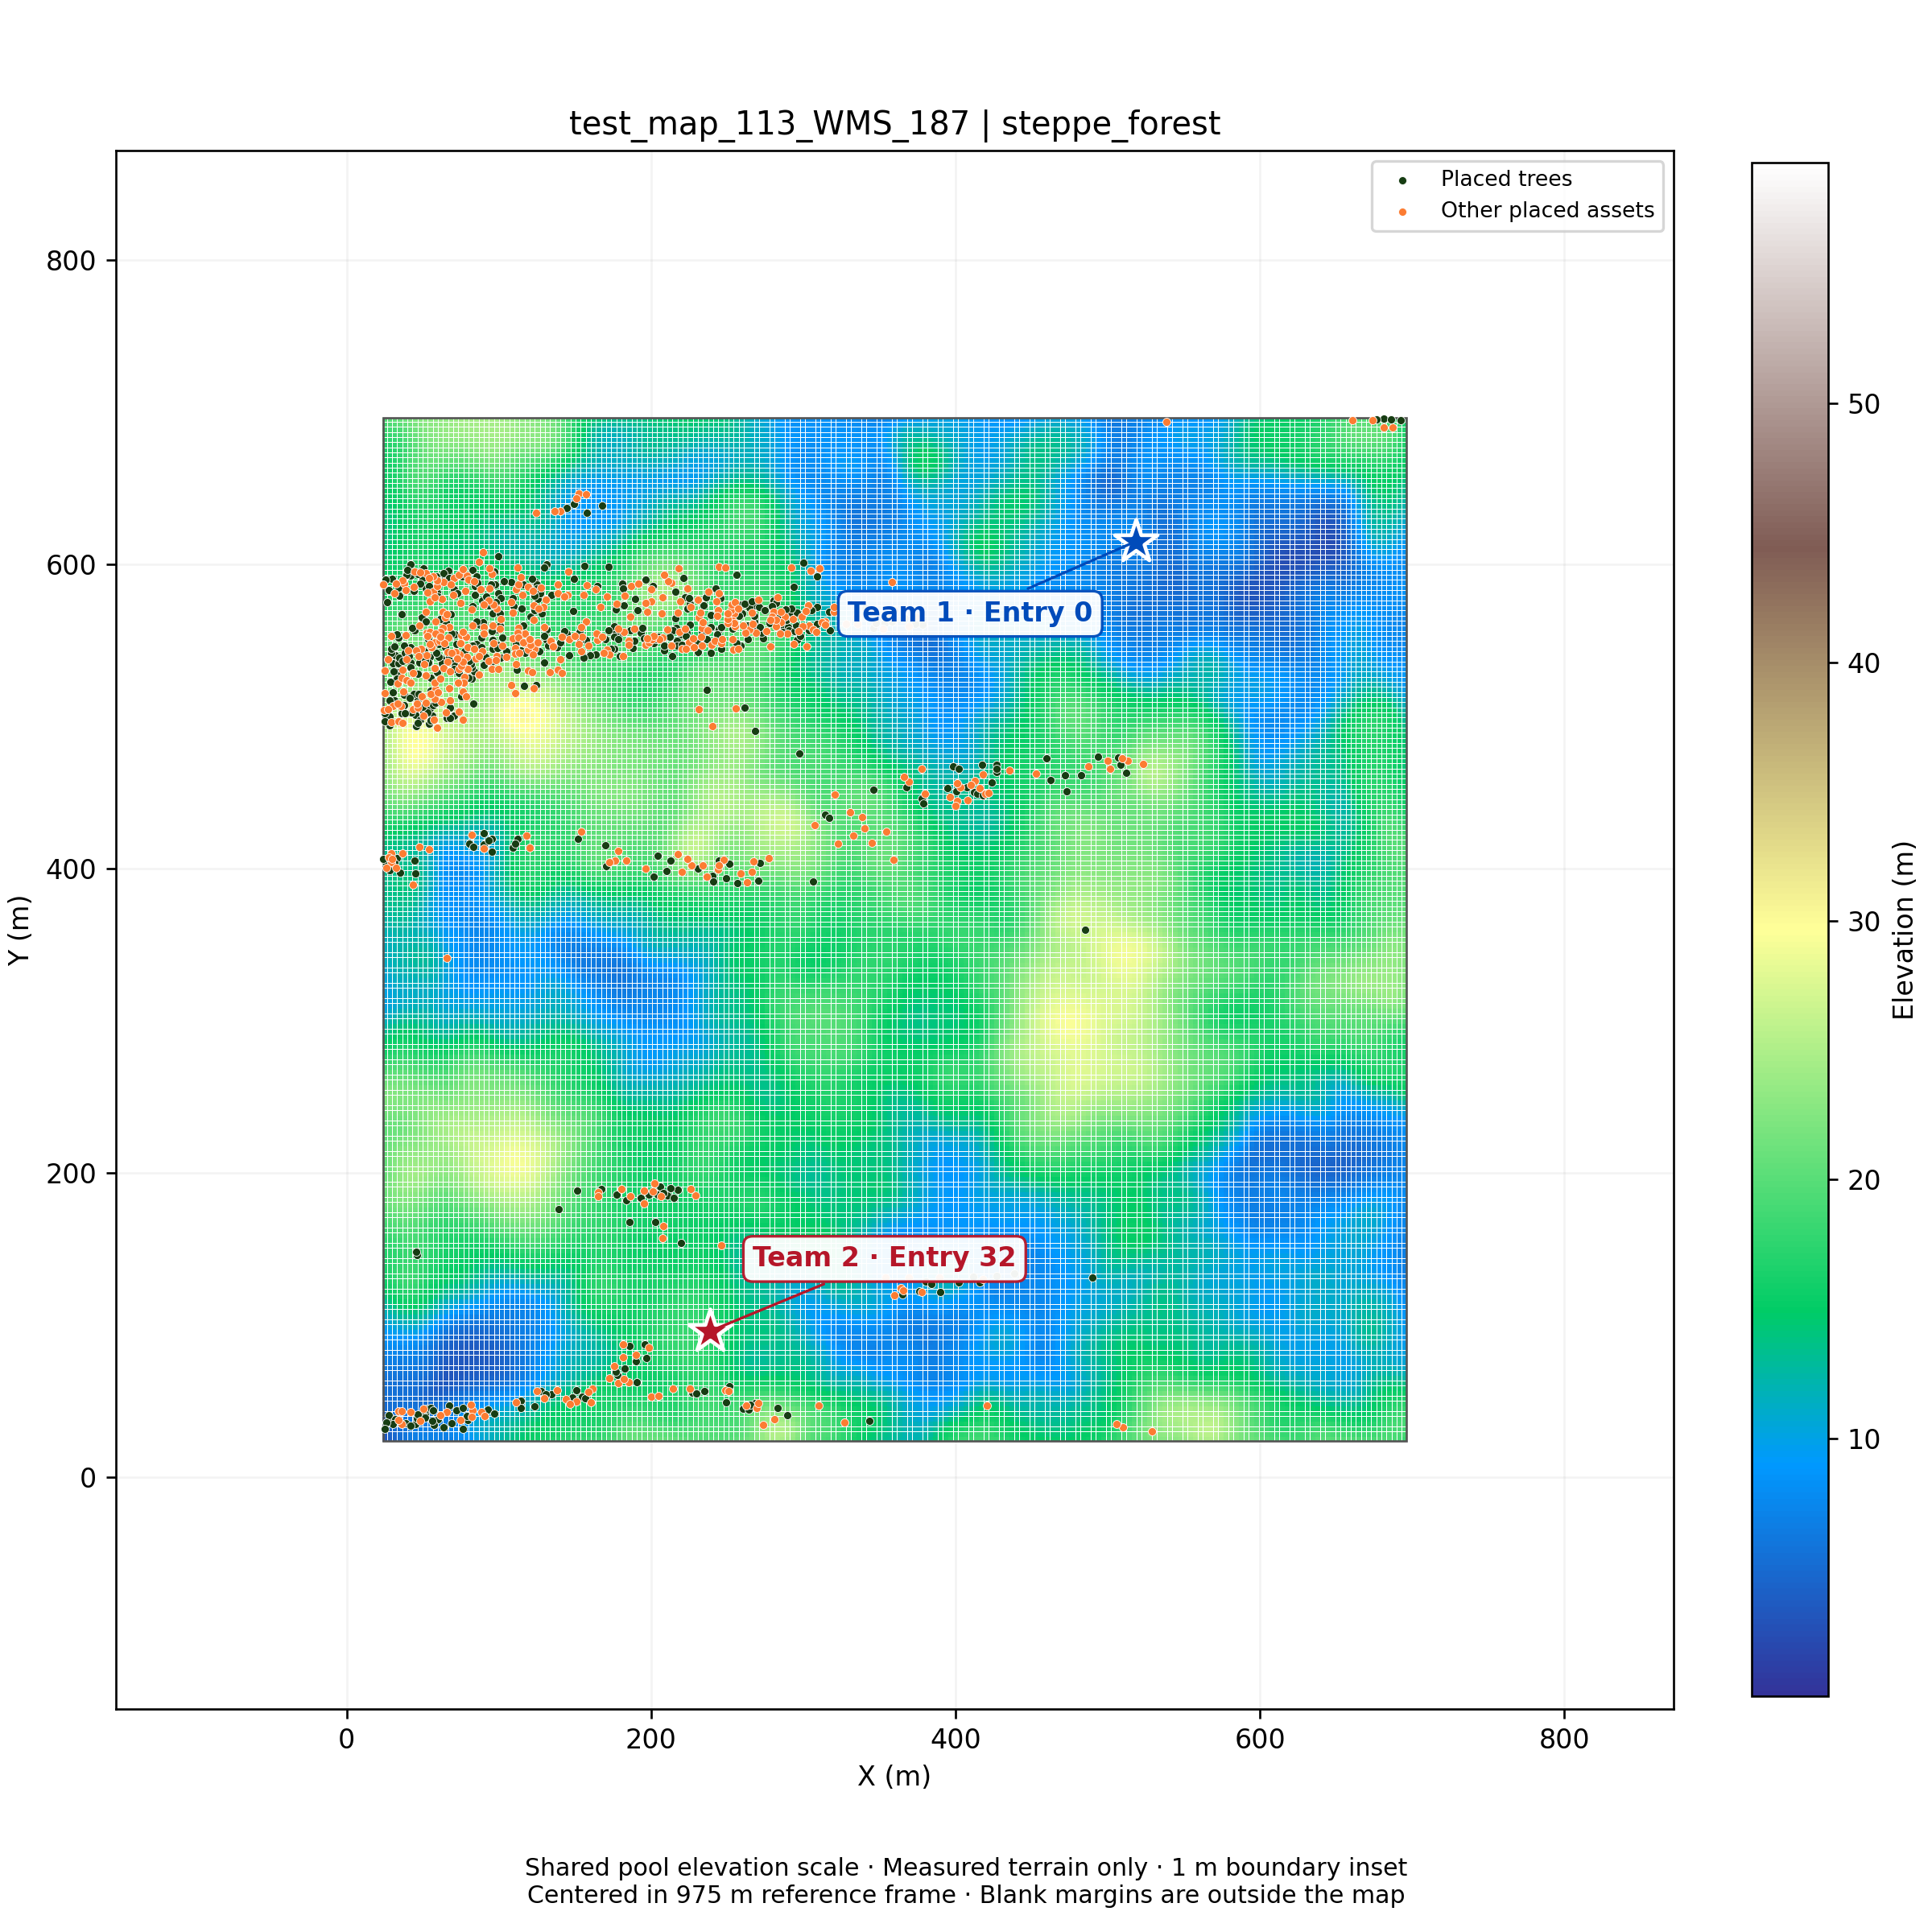 test_map_113_WMS_187 | steppe_forest
Placed trees
Other placed assets
800
600
400
200
0
Y (m)
Team 1 · Entry 0
Team 2 · Entry 32
0
200
400
600
800
X (m)
50
40
30
20
10
Elevation (m)
Shared pool elevation scale · Measured terrain only · 1 m boundary inset
Centered in 975 m reference frame · Blank margins are outside the map